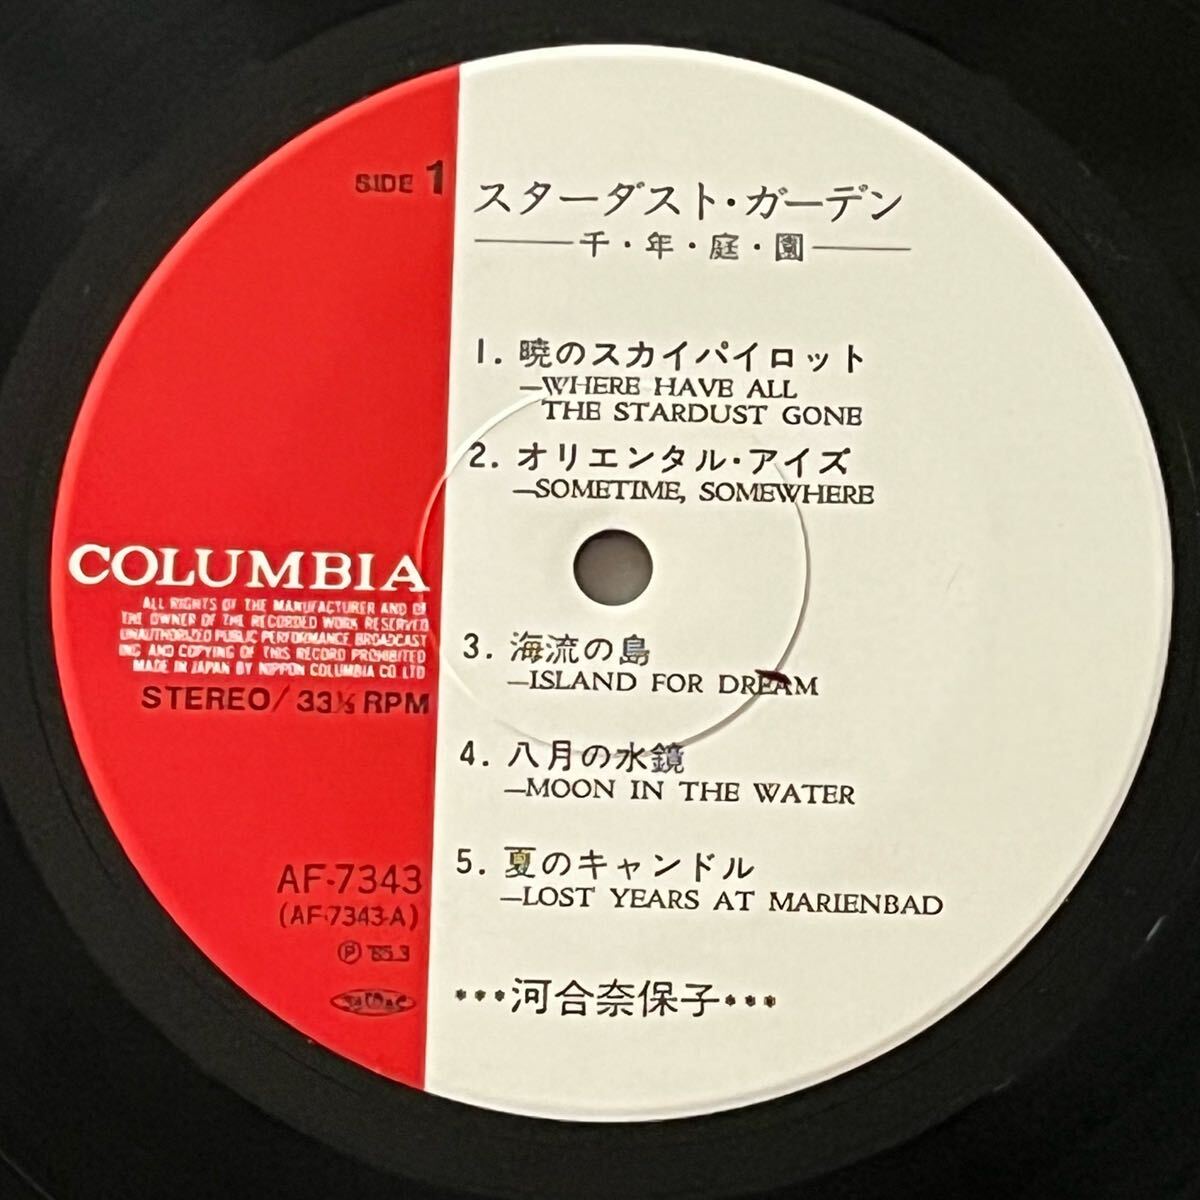 SIDE 1
スターダスト・ガーデン
千・年・庭・園
1. 暁のスカイパイロット
—WHERE HAVE ALL
THE STARDUST GONE
2. オリエンタル・アイズ
—SOMETIME, SOMEWHERE
3. 海流の島
—ISLAND FOR DREAM
4. 八月の水鏡
—MOON IN THE WATER
5. 夏のキャンドル
—LOST YEARS AT MARIENBAD
•••河合奈保子•••
COLUMBIA
ALL RIGHTS OF THE MANUFACTURER AND OF
THE OWNER OF THE RECORDED WORK RESERVED
UNAUTHORIZED PUBLIC PERFORMANCE BROADCAST
ING AND COPYING OF THIS RECORD PROHIBITED
MADE IN JAPAN BY NIPPON COLUMBIA CO LTD
STEREO/ 33⅓ RPM
AF-7343
(AF-7343-A)
Ⓟ '85.3